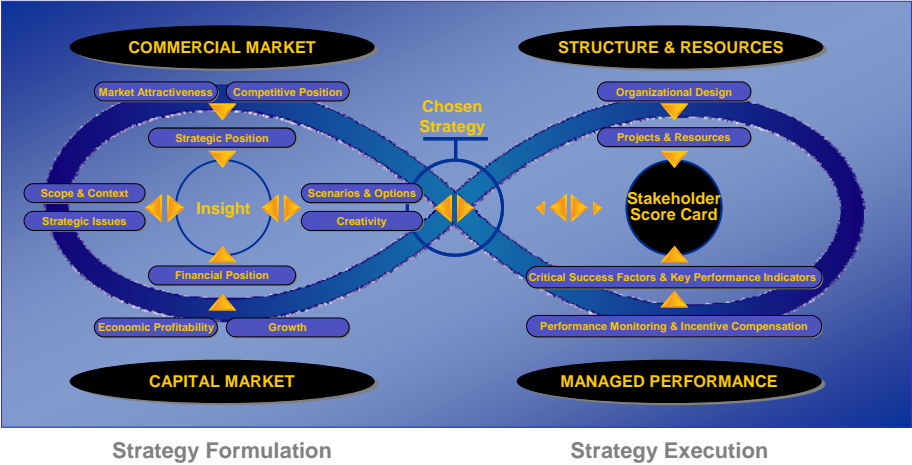 COMMERCIAL MARKET
STRUCTURE & RESOURCES
Market Attractiveness
Competitive Position
Organizational Design
Chosen
Strategy
Strategic Position
Projects & Resources
Scope & Context
Strategic Issues
Insight
Scenarios & Options
Creativity
Stakeholder
Score Card
Financial Position
Critical Success Factors & Key Performance Indicators
Economic Profitability
Growth
Performance Monitoring & Incentive Compensation
CAPITAL MARKET
MANAGED PERFORMANCE
Strategy Formulation
Strategy Execution